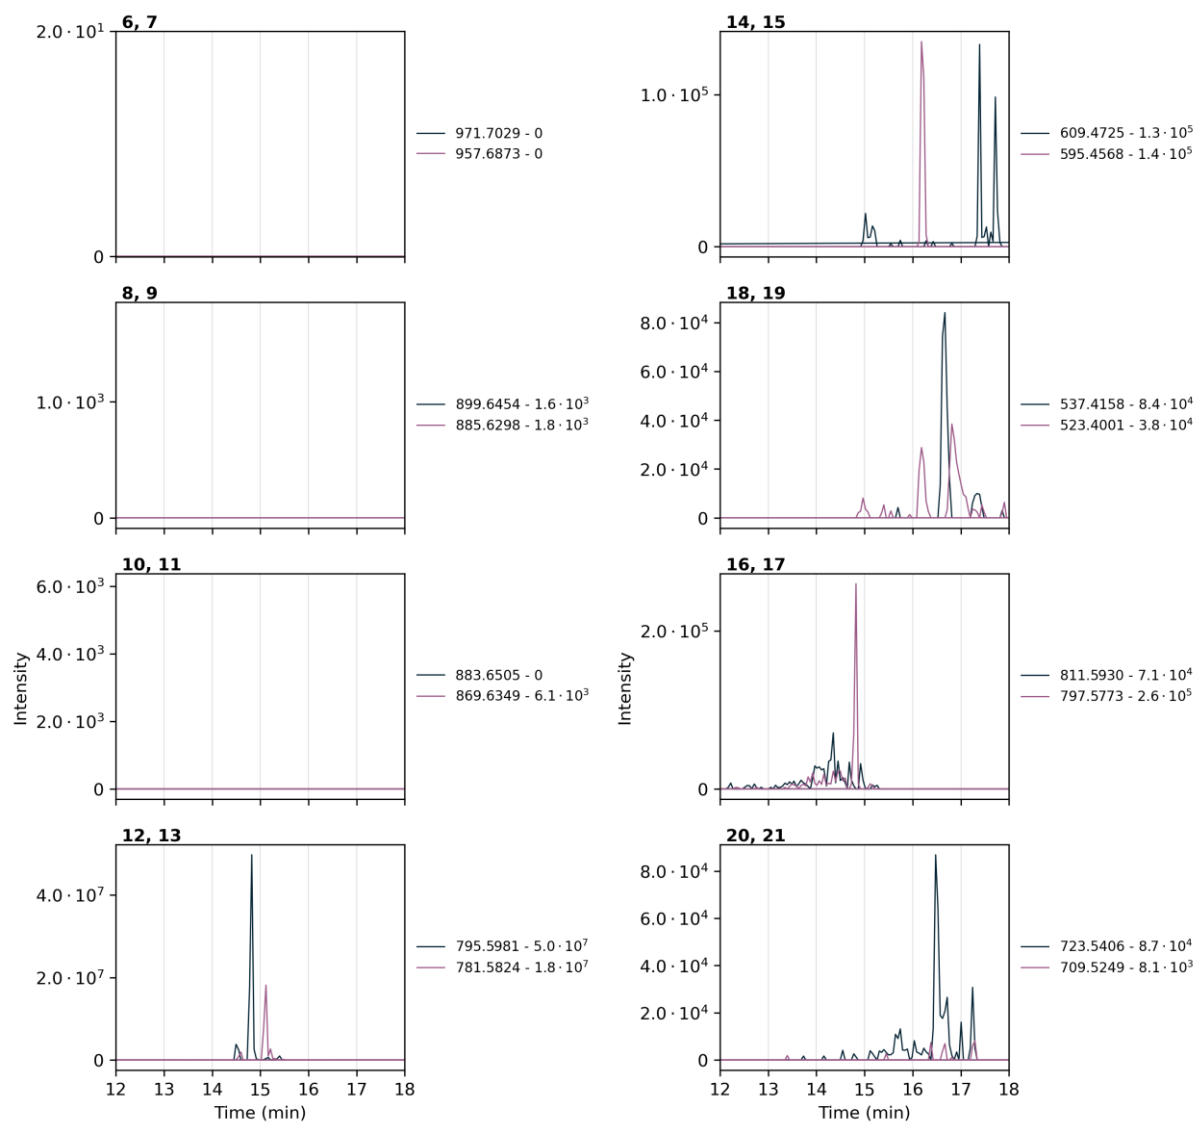 6, 7
2.0 · 10¹
0
971.7029 - 0
957.6873 - 0
8, 9
1.0 · 10³
0
899.6454 - 1.6 · 10³
885.6298 - 1.8 · 10³
10, 11
6.0 · 10³
4.0 · 10³
2.0 · 10³
0
Intensity
883.6505 - 0
869.6349 - 6.1 · 10³
12, 13
4.0 · 10⁷
2.0 · 10⁷
0
795.5981 - 5.0 · 10⁷
781.5824 - 1.8 · 10⁷
12 13 14 15 16 17 18
Time (min)
14, 15
1.0 · 10⁵
0
609.4725 - 1.3 · 10⁵
595.4568 - 1.4 · 10⁵
18, 19
8.0 · 10⁴
6.0 · 10⁴
4.0 · 10⁴
2.0 · 10⁴
0
537.4158 - 8.4 · 10⁴
523.4001 - 3.8 · 10⁴
16, 17
2.0 · 10⁵
0
Intensity
811.5930 - 7.1 · 10⁴
797.5773 - 2.6 · 10⁵
20, 21
8.0 · 10⁴
6.0 · 10⁴
4.0 · 10⁴
2.0 · 10⁴
0
723.5406 - 8.7 · 10⁴
709.5249 - 8.1 · 10³
12 13 14 15 16 17 18
Time (min)